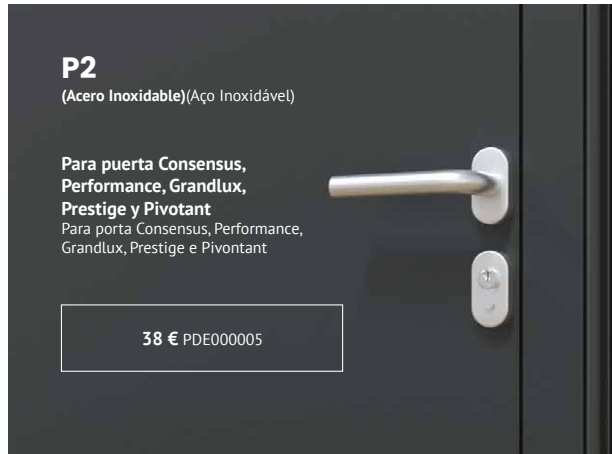 P2
(Acero Inoxidable)(Aço Inoxidável)
Para puerta Consensus,
Performance, Grandlux,
Prestige y Pivotant
Para porta Consensus, Performance,
Grandlux, Prestige e Pivontant
38 € PDE000005